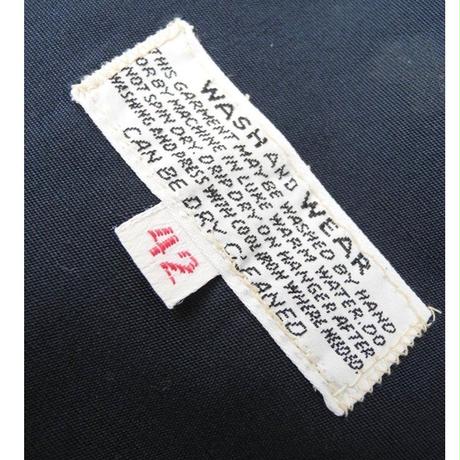 WASH AND WEAR
THIS GARMENT MAY BE WASHED BY HAND
OR BY MACHINE IN LUKE WARM WATER. DO
NOT SPIN DRY. DRIP DRY ON HANGER AFTER
WASHING AND PRESS WITH COOL IRON WHERE NEEDED
CAN BE DRY CLEANED
42